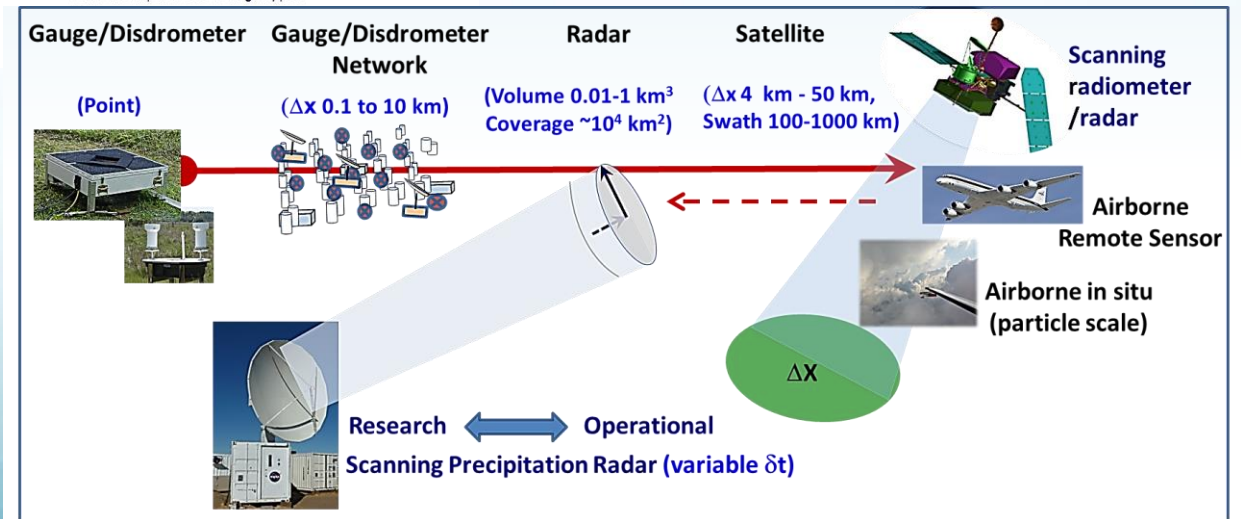 Gauge/Disdrometer
(Point)
Gauge/Disdrometer
Network
(Δx 0.1 to 10 km)
Radar
(Volume 0.01-1 km³
Coverage ~10⁴ km²)
Satellite
(Δx 4 km - 50 km,
Swath 100-1000 km)
Scanning
radiometer
/radar
Airborne
Remote Sensor
Airborne in situ
(particle scale)
ΔX
Research
Operational
Scanning Precipitation Radar (variable δt)